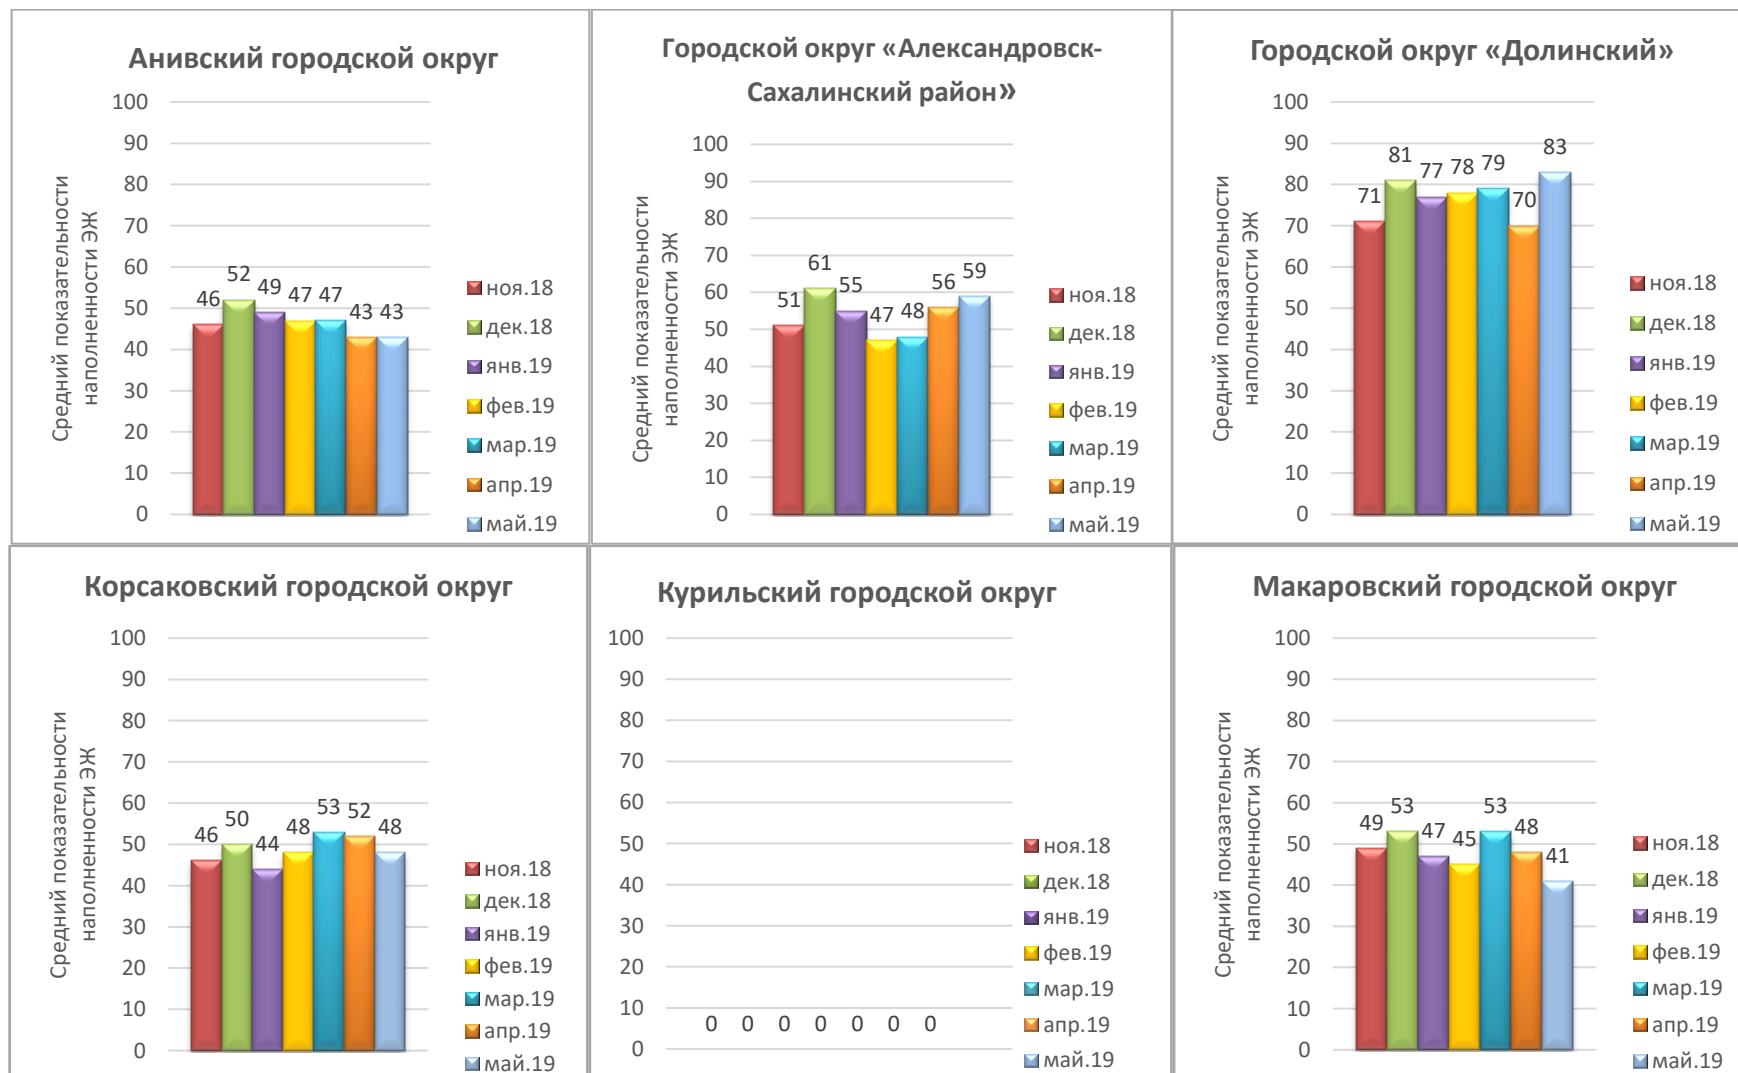 Анивский городской округ
100
90
80
70
60
50
40
30
20
10
0
Средний показательности
наполненности ЭЖ
46
52
49
47
47
43
43
ноя.18
дек.18
янв.19
фев.19
мар.19
апр.19
май.19
Городской округ «Александровск-
Сахалинский район»
100
90
80
70
60
50
40
30
20
10
0
Средний показательности
наполненности ЭЖ
51
61
55
47
48
56
59
ноя.18
дек.18
янв.19
фев.19
мар.19
апр.19
май.19
Городской округ «Долинский»
100
90
80
70
60
50
40
30
20
10
0
Средний показательности
наполненности ЭЖ
71
81
77
78
79
70
83
ноя.18
дек.18
янв.19
фев.19
мар.19
апр.19
май.19
Корсаковский городской округ
100
90
80
70
60
50
40
30
20
10
0
Средний показательности
наполненности ЭЖ
46
50
44
48
53
52
48
ноя.18
дек.18
янв.19
фев.19
мар.19
апр.19
май.19
Курильский городской округ
100
90
80
70
60
50
40
30
20
10
0
0
0
0
0
0
0
0
ноя.18
дек.18
янв.19
фев.19
мар.19
апр.19
май.19
Макаровский городской округ
100
90
80
70
60
50
40
30
20
10
0
Средний показательности
наполненности ЭЖ
49
53
47
45
53
48
41
ноя.18
дек.18
янв.19
фев.19
мар.19
апр.19
май.19